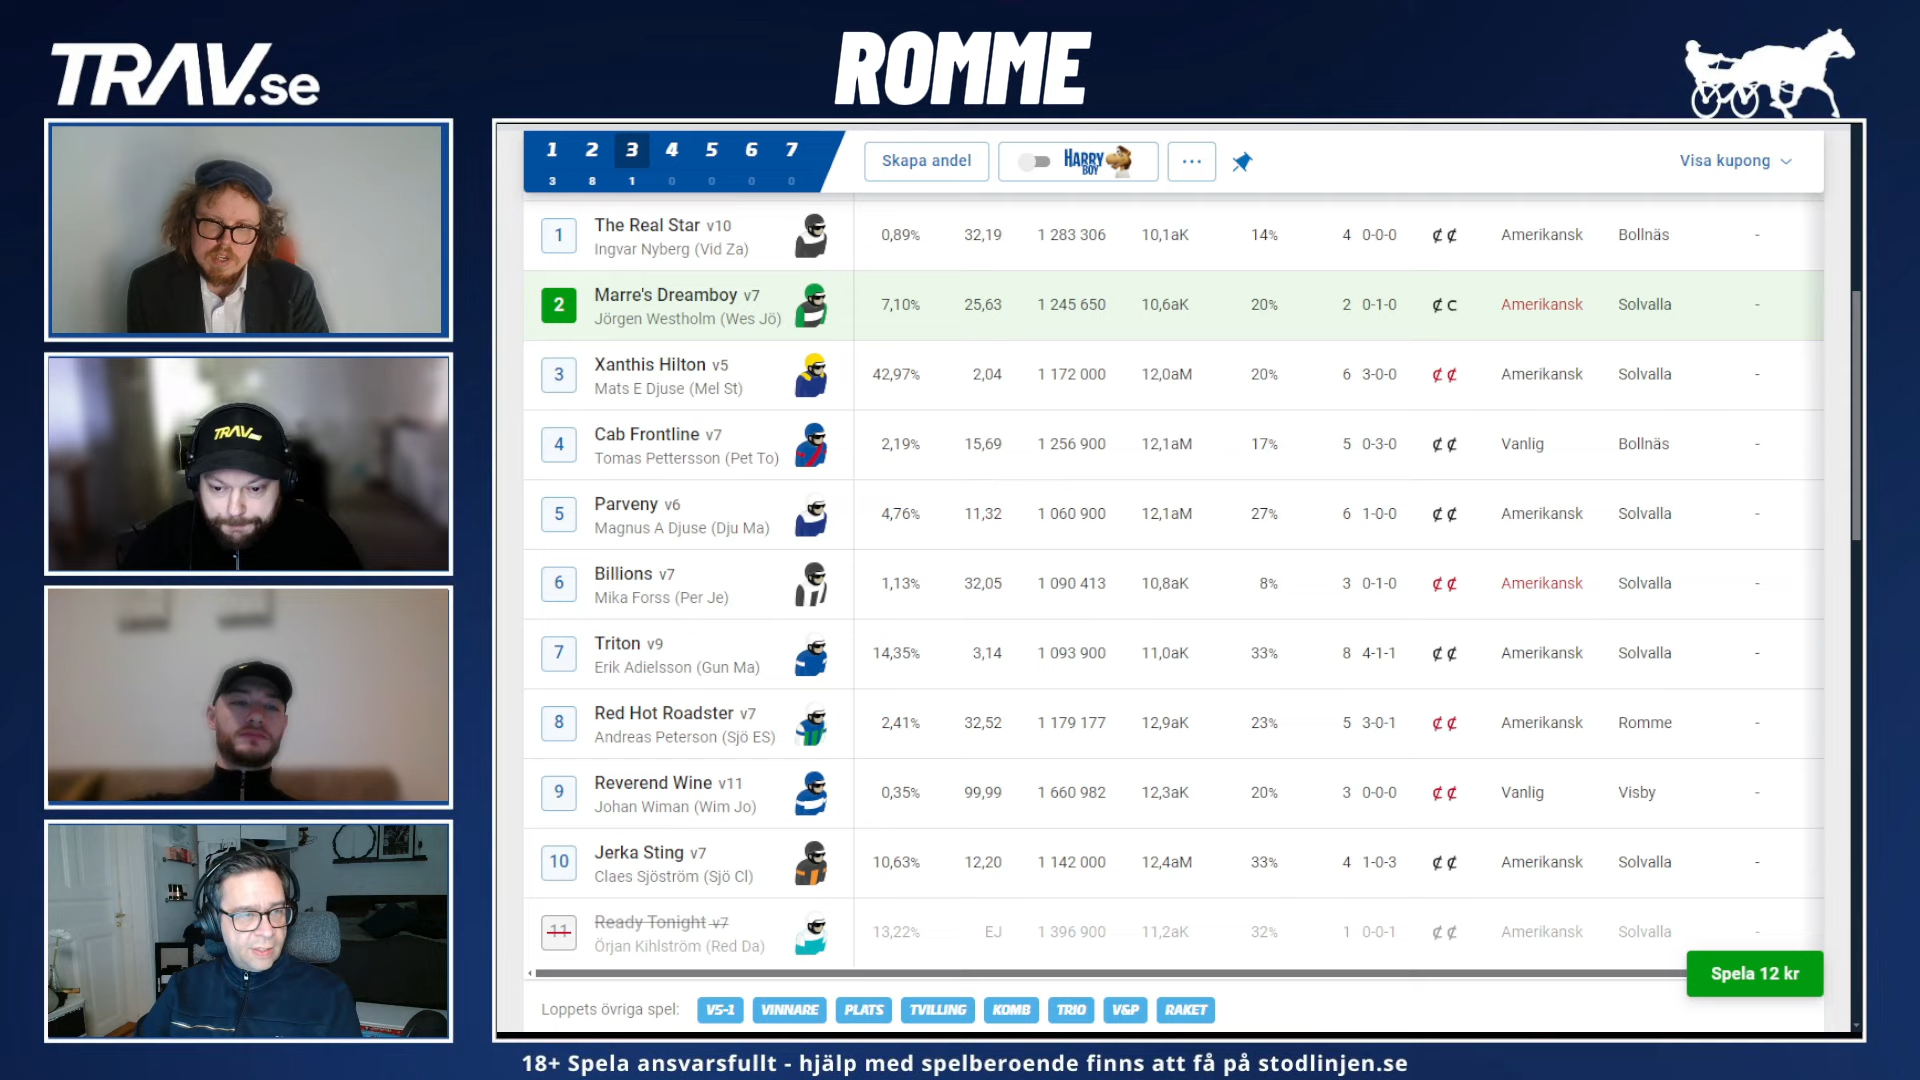 TRAV.se
ROMME
1 2 3 4 5 6 7
3 8 1 0 0 0 0
Skapa andel
HARRY BOY
...
Visa kupong
1 The Real Star v10 0,89% 32,19 1 283 306 10,1aK 14% 4 0-0-0 ¢ ¢ Amerikansk Bollnäs -
Ingvar Nyberg (Vid Za)
2 Marre's Dreamboy v7 7,10% 25,63 1 245 650 10,6aK 20% 2 0-1-0 ¢ C Amerikansk Solvalla -
Jörgen Westholm (Wes Jö)
3 Xanthis Hilton v5 42,97% 2,04 1 172 000 12,0aM 20% 6 3-0-0 ¢ ¢ Amerikansk Solvalla -
Mats E Djuse (Mel St)
4 Cab Frontline v7 2,19% 15,69 1 256 900 12,1aM 17% 5 0-3-0 ¢ ¢ Vanlig Bollnäs -
Tomas Pettersson (Pet To)
5 Parveny v6 4,76% 11,32 1 060 900 12,1aM 27% 6 1-0-0 ¢ ¢ Amerikansk Solvalla -
Magnus A Djuse (Dju Ma)
6 Billions v7 1,13% 32,05 1 090 413 10,8aK 8% 3 0-1-0 ¢ ¢ Amerikansk Solvalla -
Mika Forss (Per Je)
7 Triton v9 14,35% 3,14 1 093 900 11,0aK 33% 8 4-1-1 ¢ ¢ Amerikansk Solvalla -
Erik Adielsson (Gun Ma)
8 Red Hot Roadster v7 2,41% 32,52 1 179 177 12,9aK 23% 5 3-0-1 ¢ ¢ Amerikansk Romme -
Andreas Peterson (Sjö ES)
9 Reverend Wine v11 0,35% 99,99 1 660 982 12,3aK 20% 3 0-0-0 ¢ ¢ Vanlig Visby -
Johan Wiman (Wim Jo)
10 Jerka Sting v7 10,63% 12,20 1 142 000 12,4aM 33% 4 1-0-3 ¢ ¢ Amerikansk Solvalla -
Claes Sjöström (Sjö Cl)
11 Ready Tonight v7 13,22% EJ 1 396 900 11,2aK 32% 1 0-0-1 ¢ ¢ Amerikansk Solvalla -
Örjan Kihlström (Red Da)
Spela 12 kr
Loppets övriga spel: V5-1 VINNARE PLATS TVILLING KOMB TRIO V&P RAKET
18+ Spela ansvarsfullt - hjälp med spelberoende finns att få på stodlinjen.se
TRAV.se